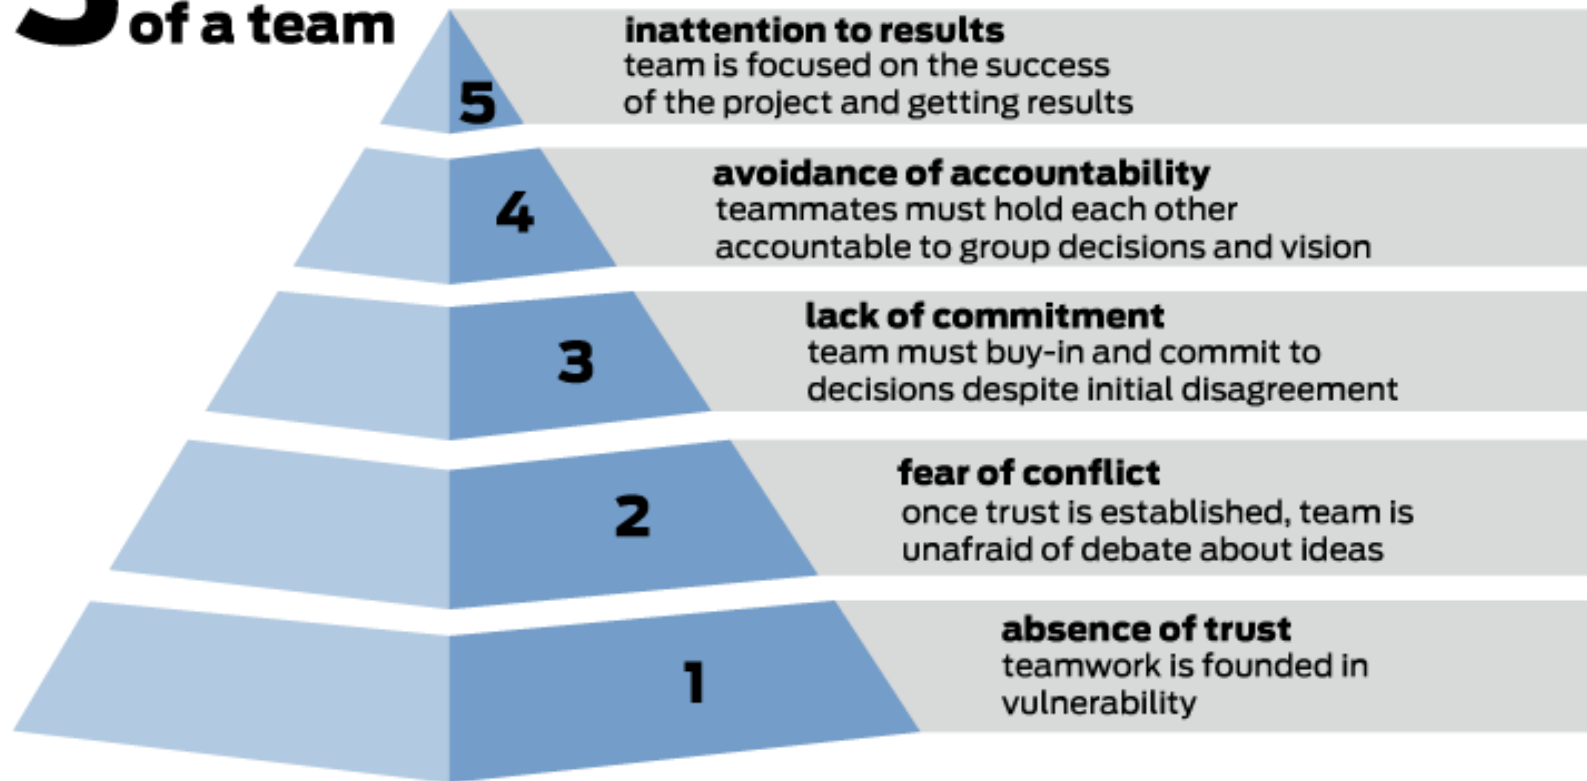 of a team
5
inattention to results
team is focused on the success
of the project and getting results
4
avoidance of accountability
teammates must hold each other
accountable to group decisions and vision
3
lack of commitment
team must buy-in and commit to
decisions despite initial disagreement
2
fear of conflict
once trust is established, team is
unafraid of debate about ideas
1
absence of trust
teamwork is founded in
vulnerability